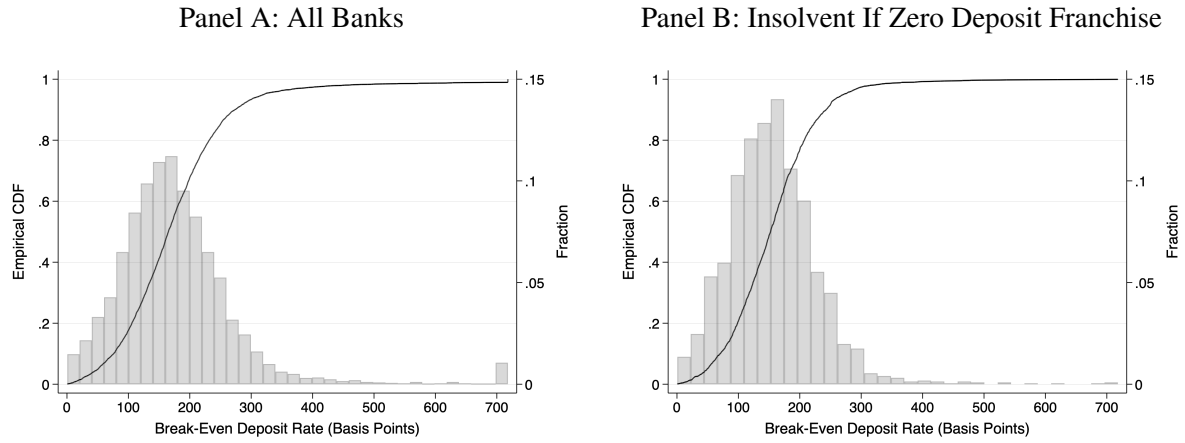 Panel A: All Banks
Empirical CDF
1
.8
.6
.4
.2
0
.15
.1
.05
0
Fraction
0 100 200 300 400 500 600 700
Break-Even Deposit Rate (Basis Points)
Panel B: Insolvent If Zero Deposit Franchise
Empirical CDF
1
.8
.6
.4
.2
0
.15
.1
.05
0
Fraction
0 100 200 300 400 500 600 700
Break-Even Deposit Rate (Basis Points)